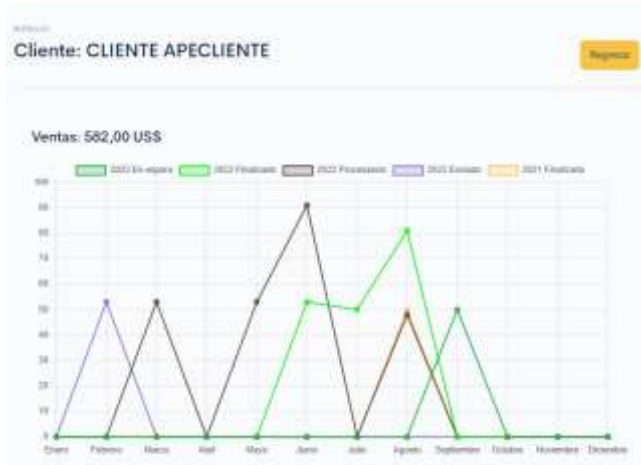 Cliente: CLIENTE APECLIENTE
Regresar
Ventas: 582,00 US$
2022 En espera 2022 Finalizado 2022 Procesando 2022 Enviado 2021 Finalizado
100
90
80
70
60
50
40
30
20
10
0
Enero Febrero Marzo Abril Mayo Junio Julio Agosto Septiembre Octubre Noviembre Diciembre